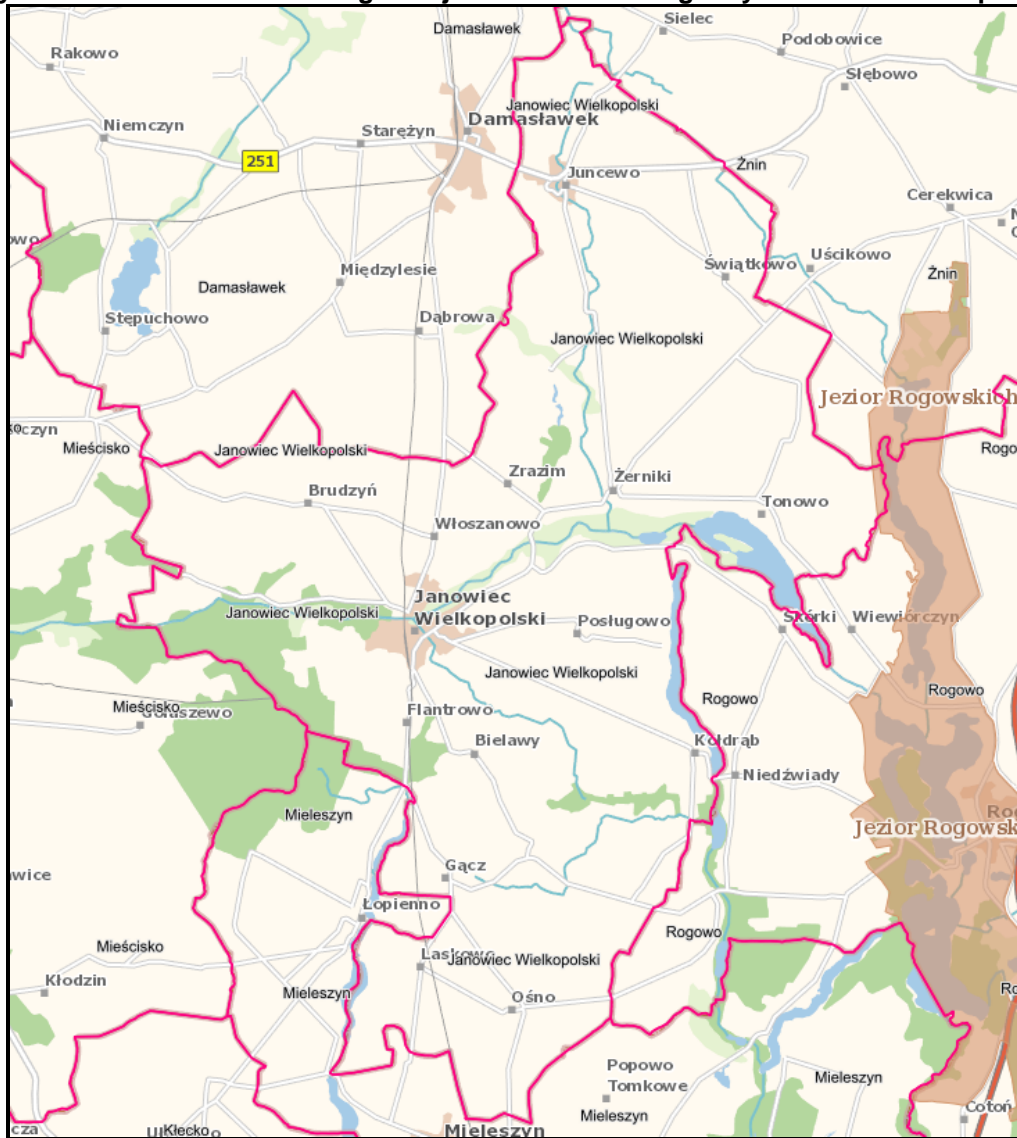 Damasławek
Sielec
Podobowice
Rakowo
Słębowo
Janowiec Wielkopolski
Damasławek
Niemczyn
Starężyn
251
Żnin
Juncewo
Cerekwica
Uścikowo
Świątkowo
Międzylesie
Żnin
Damasławek
Stępuchowo
Dąbrowa
Janowiec Wielkopolski
Jezior Rogowskich
Mieścisko
Janowiec Wielkopolski
Zrazim
Żerniki
Brudzyń
Tonowo
Włoszanowo
Janowiec
Wielkopolski
Janowiec Wielkopolski
Posługowo
Skórki
Wiewiórczyn
Janowiec Wielkopolski
Rogowo
Rogowo
Mieścisko
Gołaszewo
Flantrowo
Bielawy
Kołdrąb
Niedźwiady
Mieleszyn
Jezior Rogowsk
Gącz
Łopienno
Rogowo
Mieścisko
Laskowo
Janowiec Wielkopolski
Kłodzin
Mieleszyn
Ośno
Popowo
Tomkowe
Mieleszyn
Mieleszyn
Cotoń
Kłecko
Mieleszyn